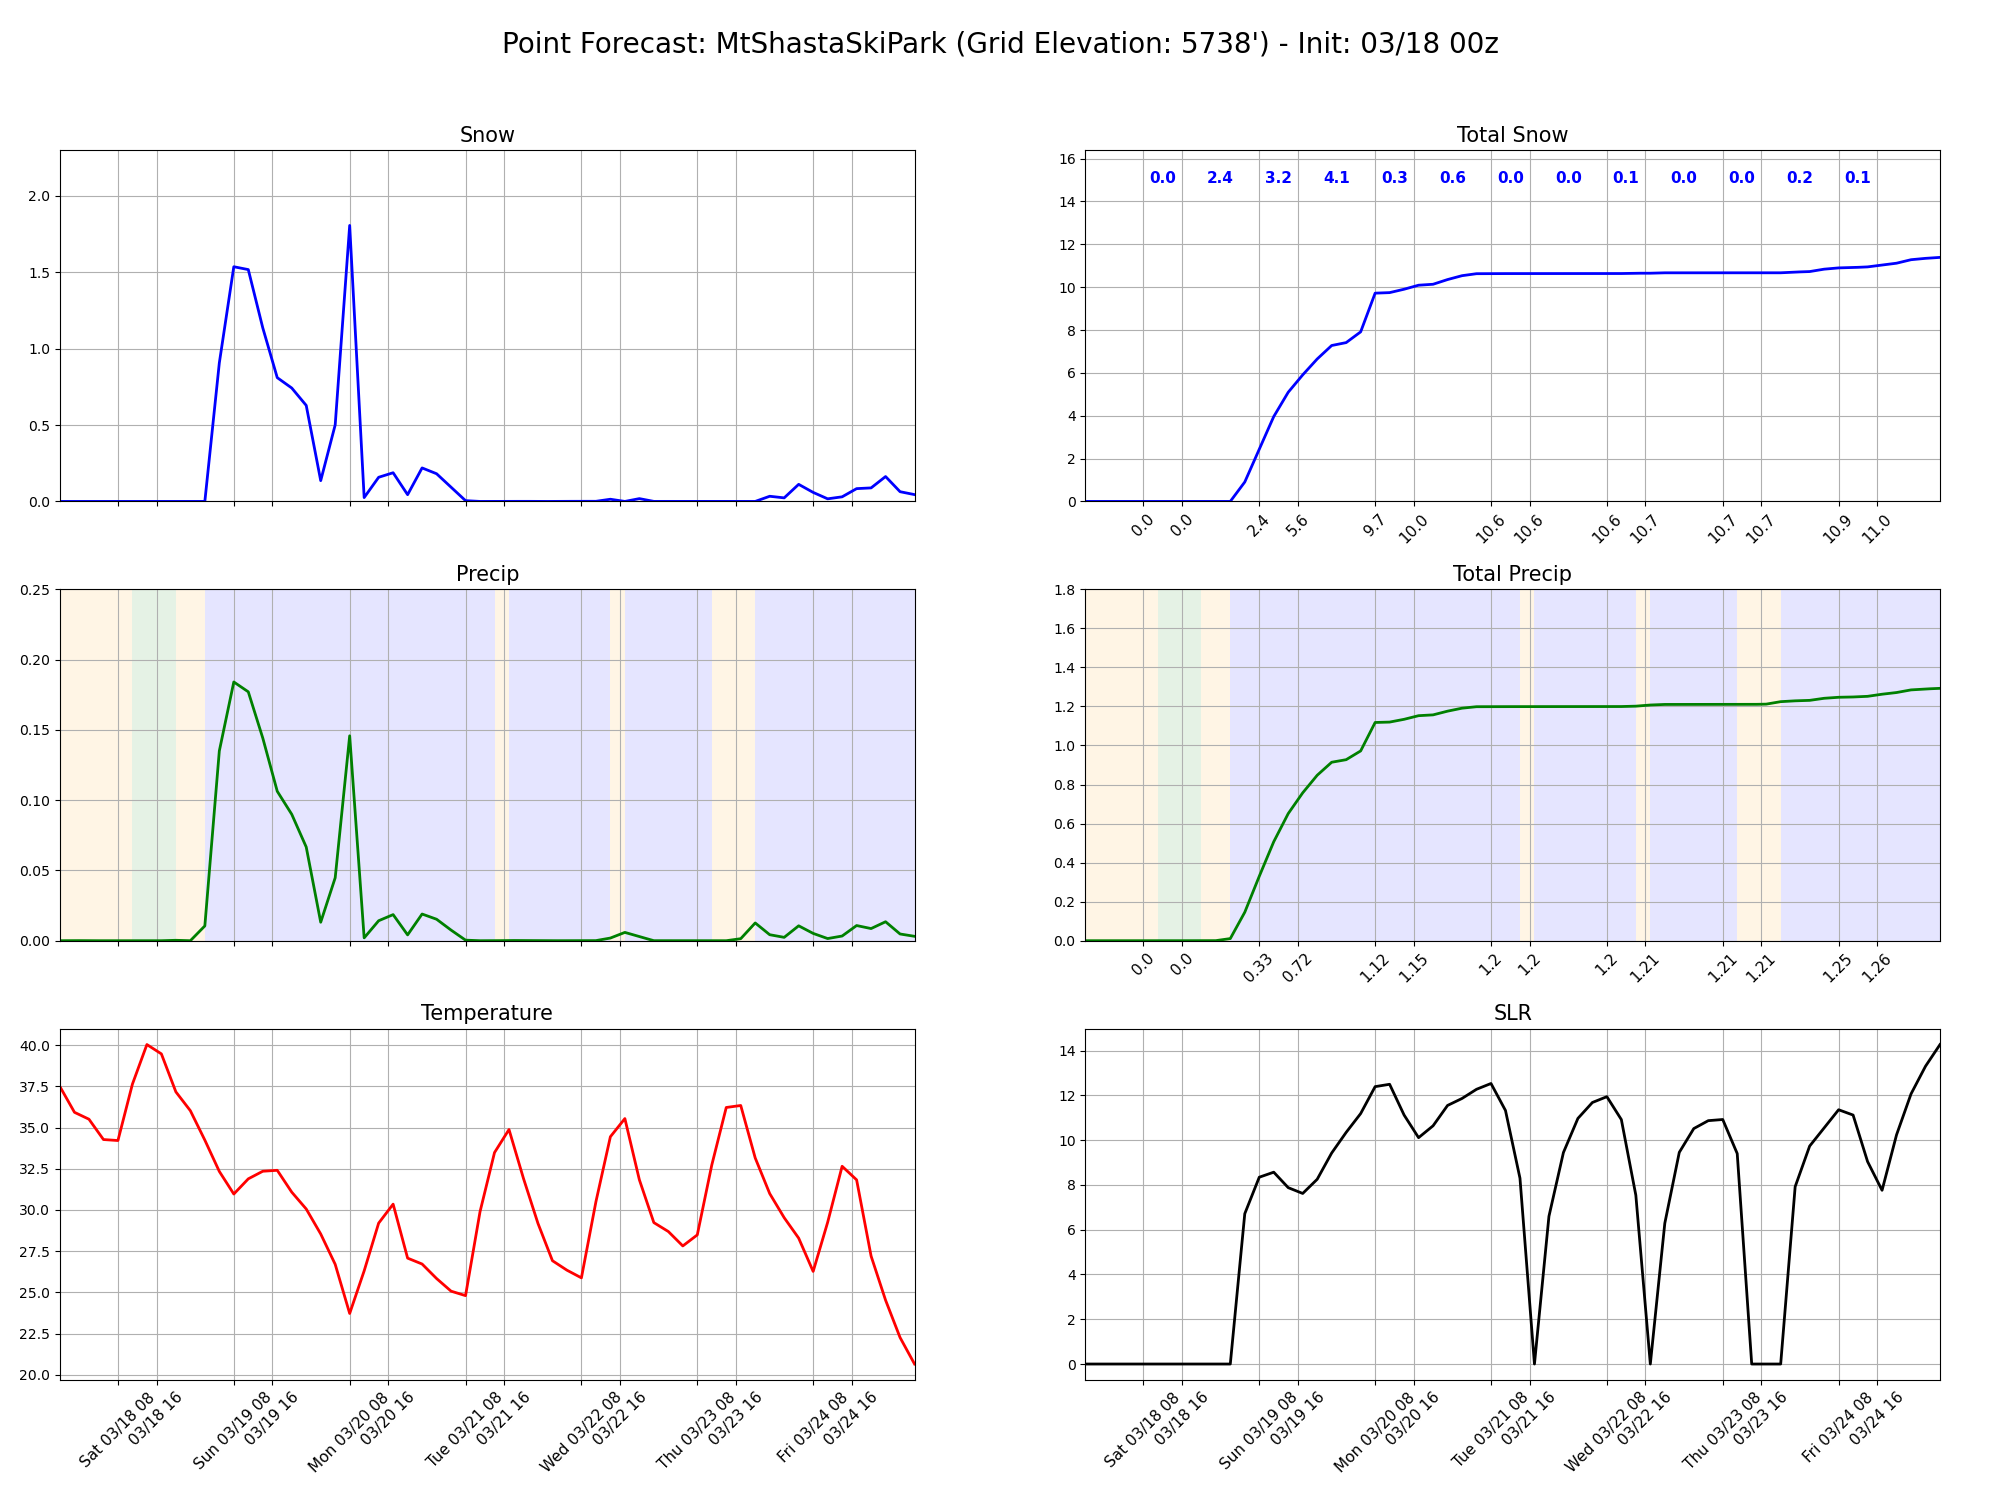 Point Forecast: MtShastaSkiPark (Grid Elevation: 5738') - Init: 03/18 00z
Snow
2.0
1.5
1.0
0.5
0.0
Total Snow
16
14
12
10
8
6
4
2
0
0.0 2.4 3.2 4.1 0.3 0.6 0.0 0.0 0.1 0.0 0.0 0.2 0.1
0.0 0.0 2.4 5.6 9.7 10.0 10.6 10.6 10.6 10.7 10.7 10.7 10.9 11.0
Precip
0.25
0.20
0.15
0.10
0.05
0.00
Total Precip
1.8
1.6
1.4
1.2
1.0
0.8
0.6
0.4
0.2
0.0
0.0 0.0 0.33 0.72 1.12 1.15 1.2 1.2 1.2 1.21 1.21 1.21 1.25 1.26
Temperature
40.0
37.5
35.0
32.5
30.0
27.5
25.0
22.5
20.0
Sat 03/18 08
03/18 16
Sun 03/19 08
03/19 16
Mon 03/20 08
03/20 16
Tue 03/21 08
03/21 16
Wed 03/22 08
03/22 16
Thu 03/23 08
03/23 16
Fri 03/24 08
03/24 16
SLR
14
12
10
8
6
4
2
0
Sat 03/18 08
03/18 16
Sun 03/19 08
03/19 16
Mon 03/20 08
03/20 16
Tue 03/21 08
03/21 16
Wed 03/22 08
03/22 16
Thu 03/23 08
03/23 16
Fri 03/24 08
03/24 16